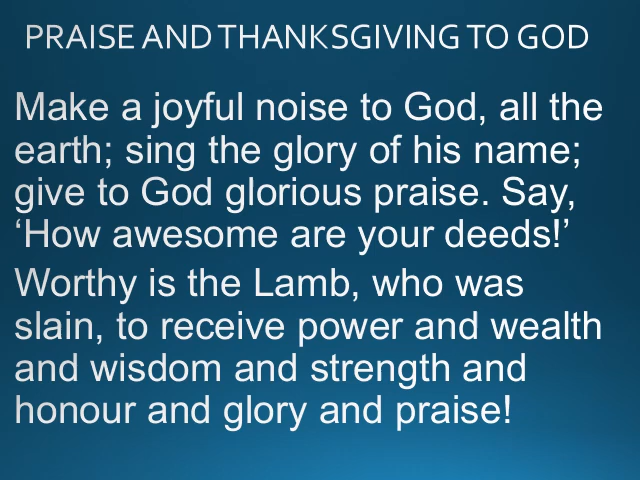 PRAISE AND THANKSGIVING TO GOD
Make a joyful noise to God, all the
earth; sing the glory of his name;
give to God glorious praise. Say,
‘How awesome are your deeds!’
Worthy is the Lamb, who was
slain, to receive power and wealth
and wisdom and strength and
honour and glory and praise!